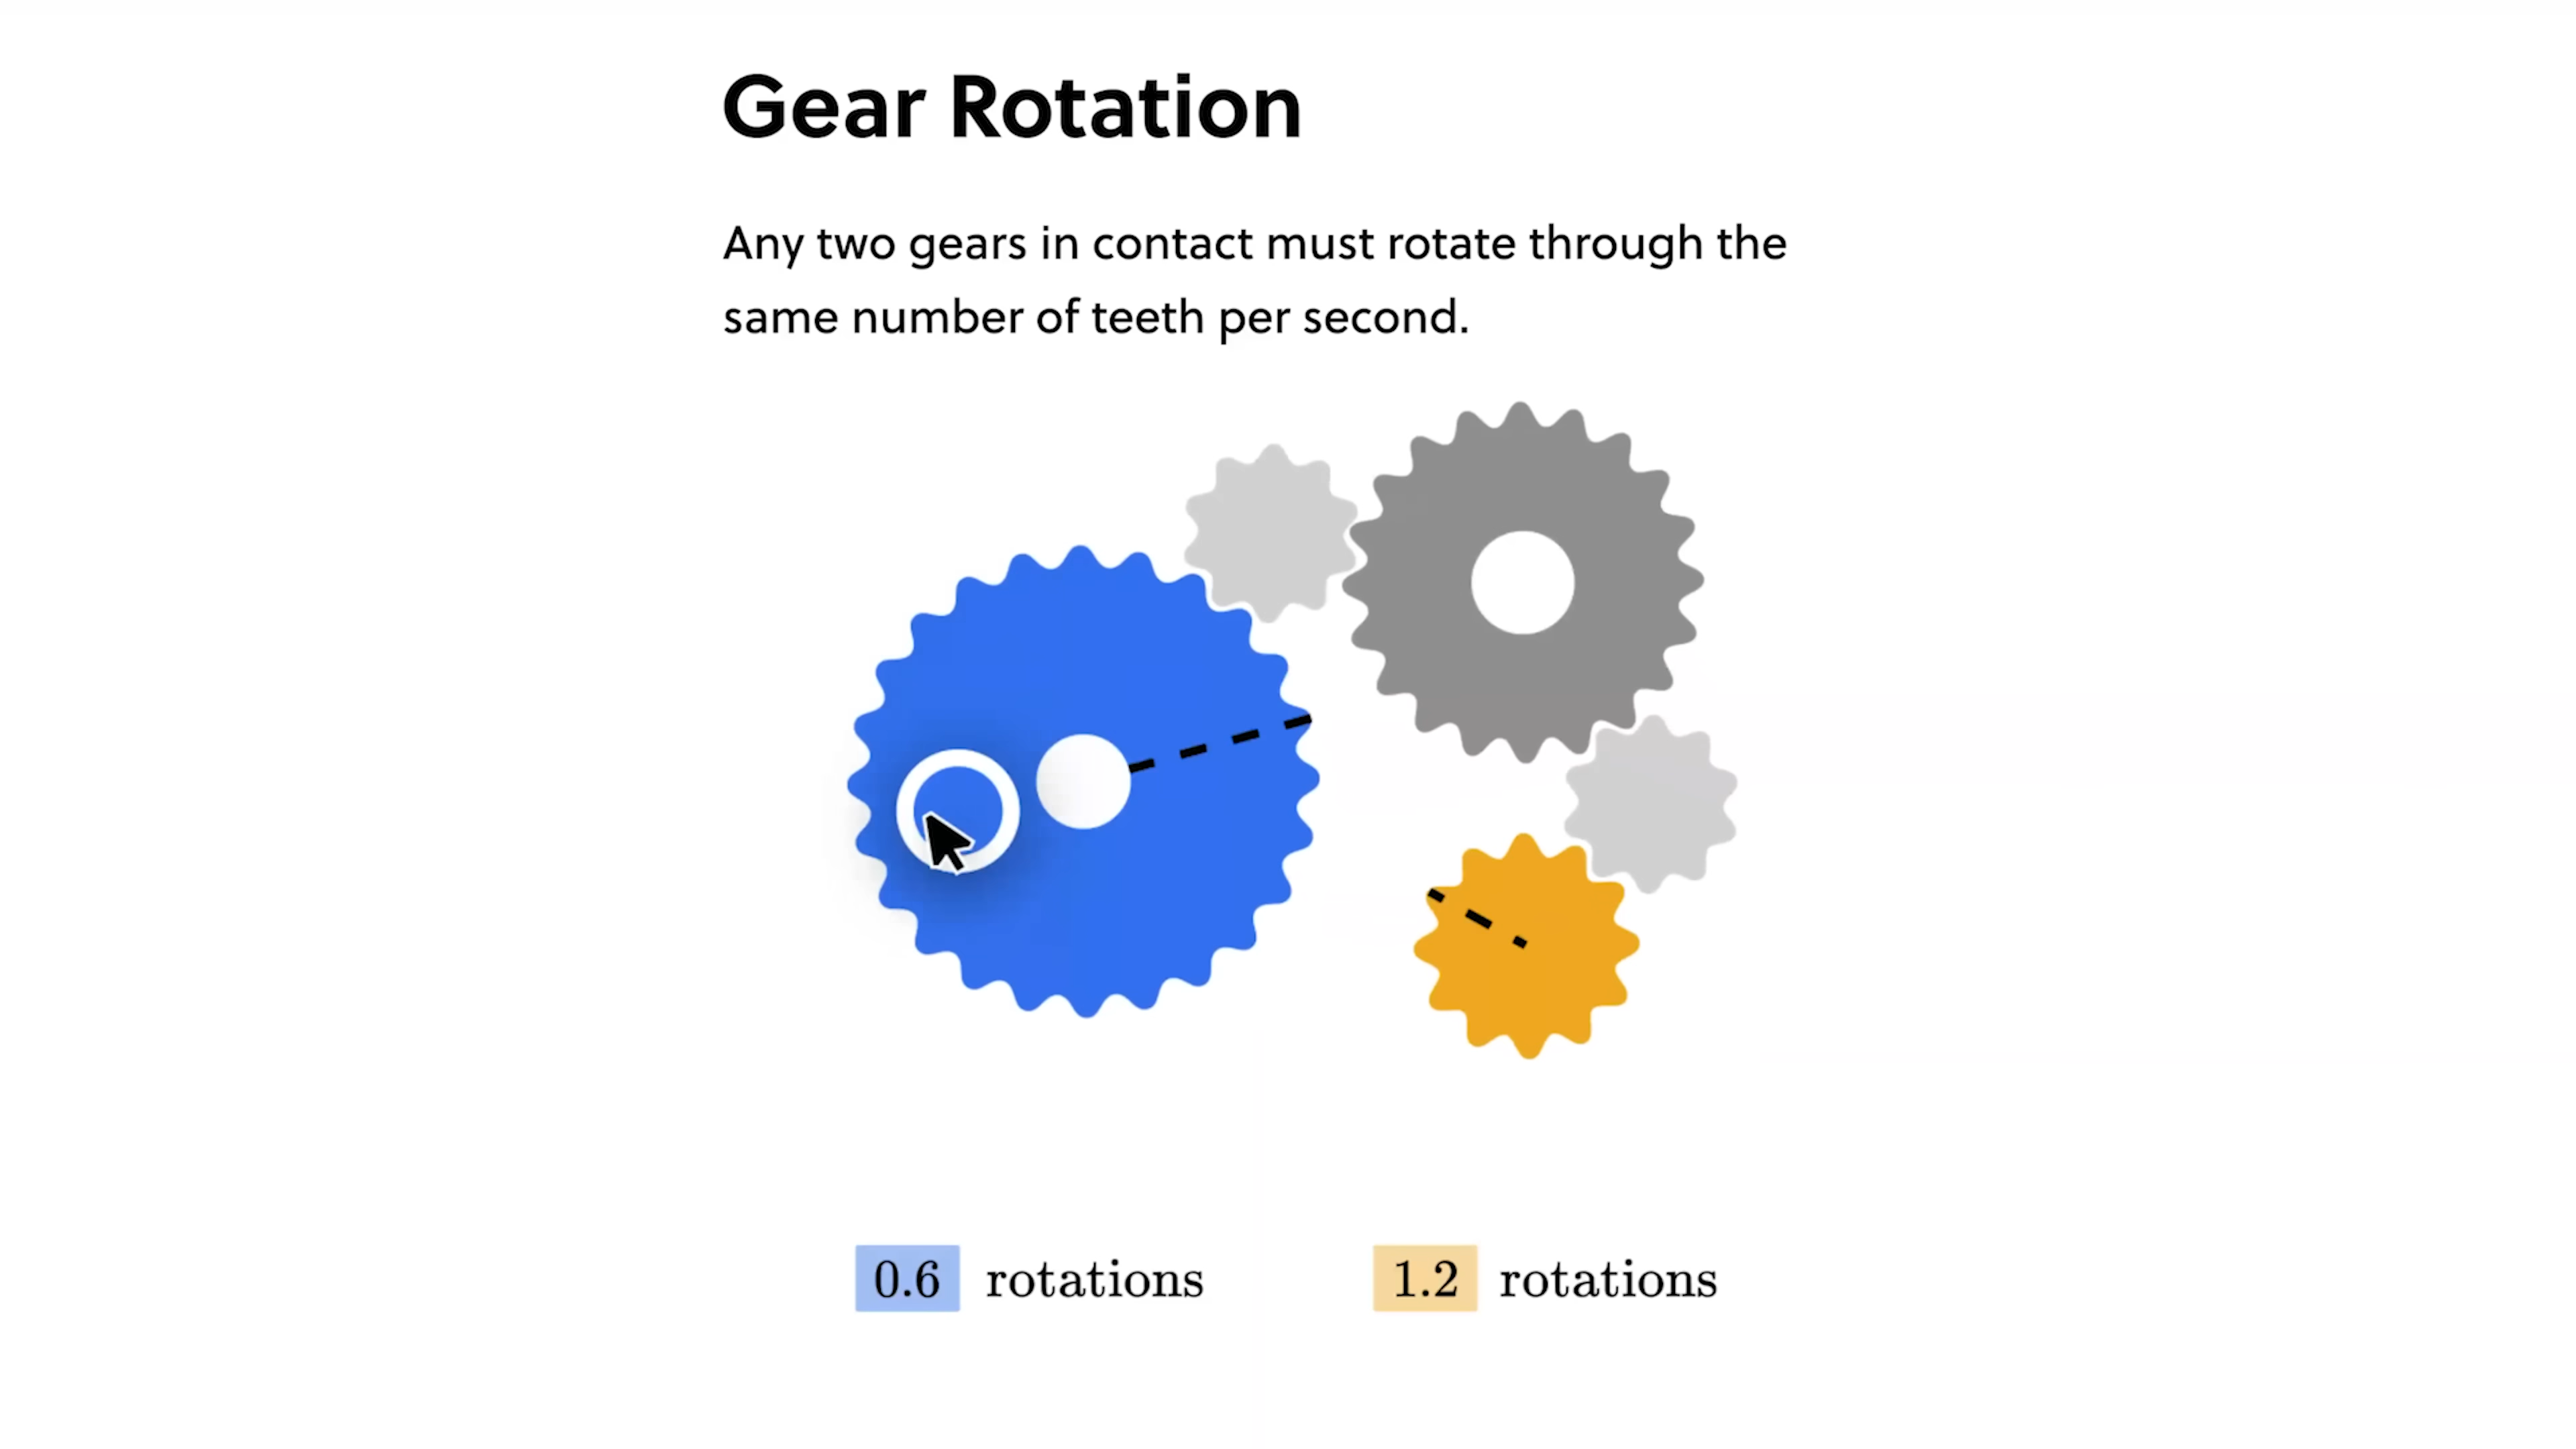 Gear Rotation
Any two gears in contact must rotate through the
same number of teeth per second.
0.6 rotations
1.2 rotations